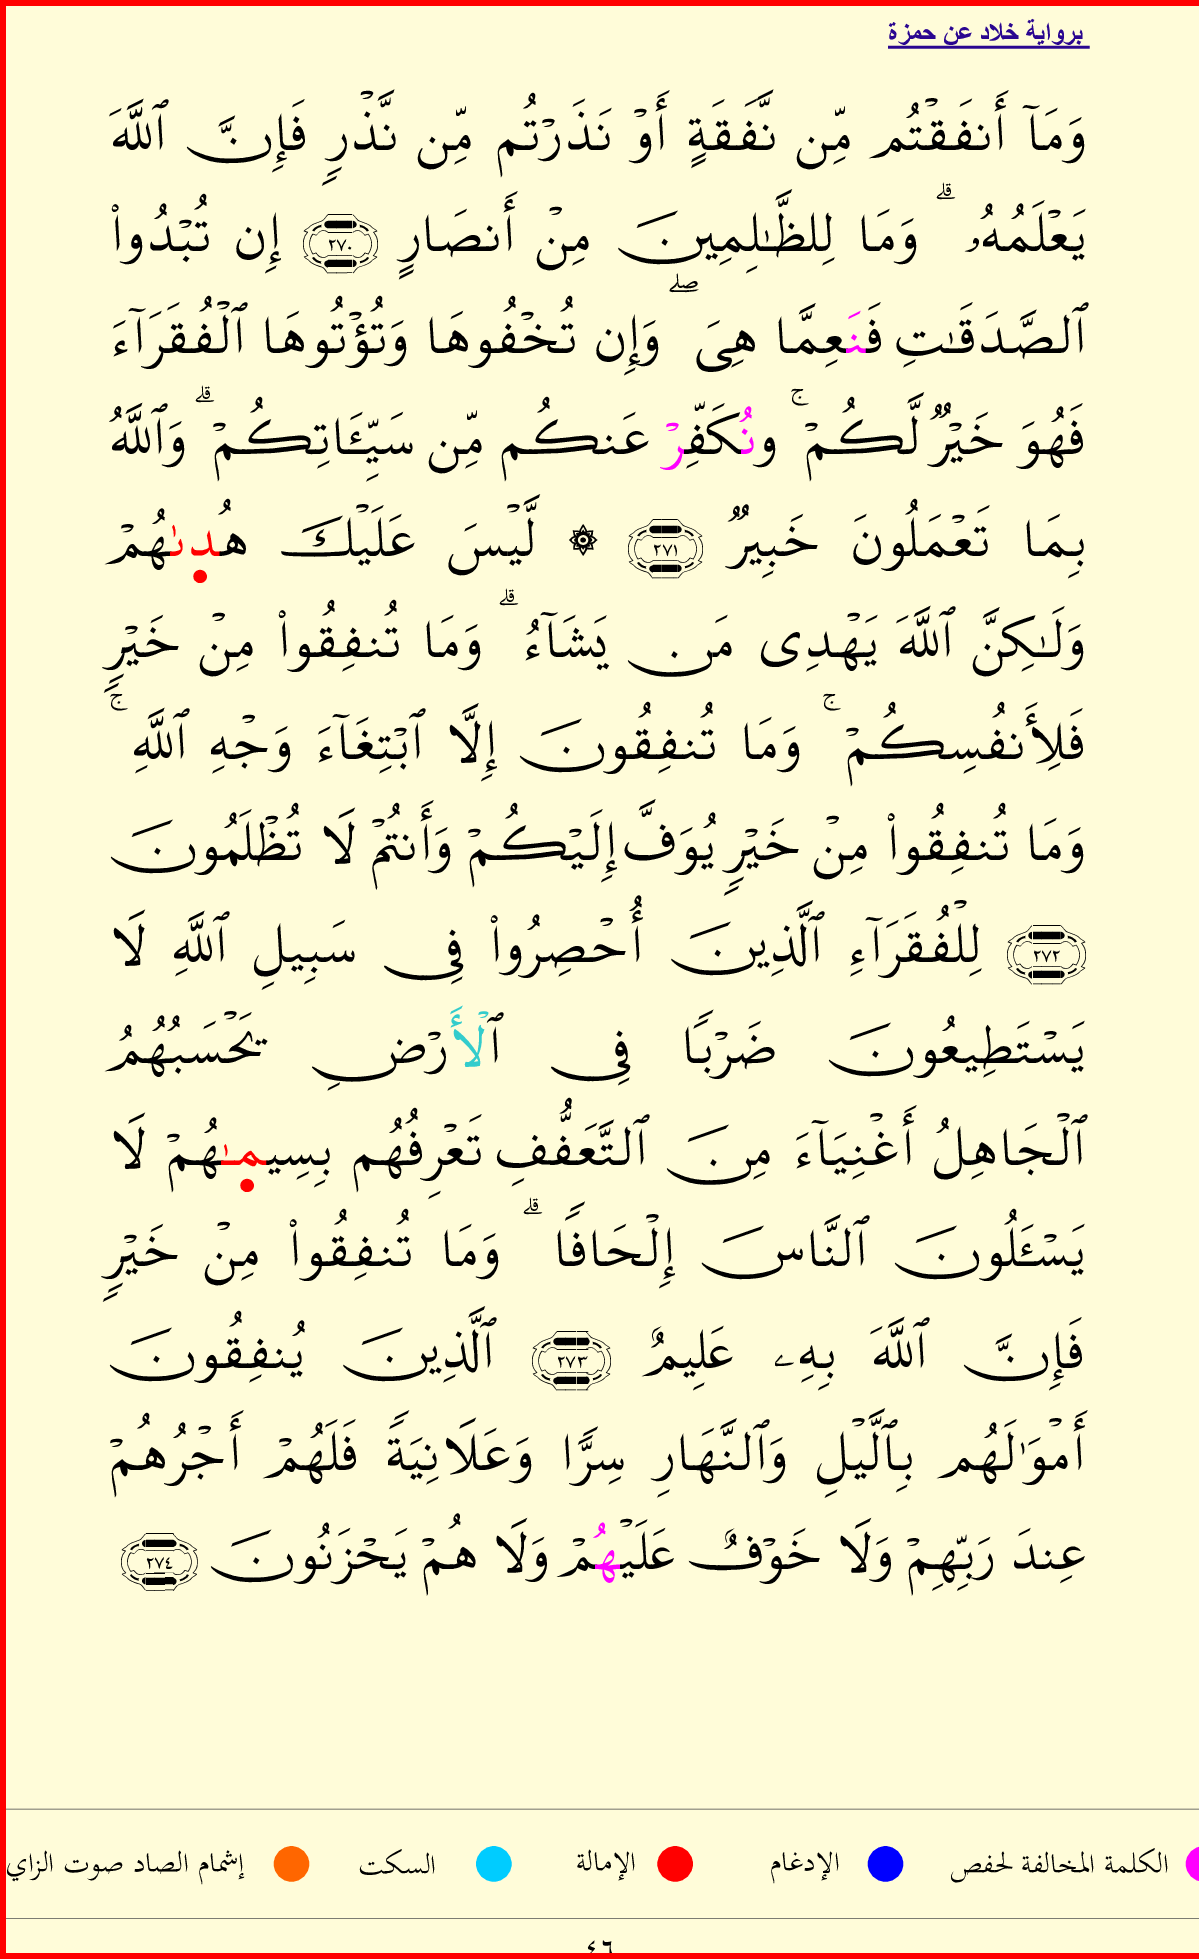 برواية خلاد عن حمزة
وَمَآ أَنفَقۡتُم مِّن نَّفَقَةٍ أَوۡ نَذَرۡتُم مِّن نَّذۡرٍ فَإِنَّ ٱللَّهَ
يَعۡلَمُهُۥ ۗ وَمَا لِلظَّـٰلِمِينَ مِنۡ أَنصَارٍ ٢٧٠ إِن تُبۡدُواْ
ٱلصَّدَقَـٰتِ فَنَعِمَّا هِىَ ۖ وَإِن تُخۡفُوهَا وَتُؤۡتُوهَا ٱلۡفُقَرَآءَ
فَهُوَ خَيۡرٌ لَّكُمۡ ۚ ونُكَفِّرۡ عَنكُم مِّن سَيِّـَٔاتِكُمۡ ۗ وَٱللَّهُ
بِمَا تَعۡمَلُونَ خَبِيرٌ ٢٧١ ۞ لَّيۡسَ عَلَيۡكَ هُدىٰهُمۡ
وَلَـٰكِنَّ ٱللَّهَ يَهۡدِى مَن يَشَآءُ ۗ وَمَا تُنفِقُواْ مِنۡ خَيۡرٍ
فَلِأَنفُسِكُمۡ ۚ وَمَا تُنفِقُونَ إِلَّا ٱبۡتِغَآءَ وَجۡهِ ٱللَّهِ ۚ
وَمَا تُنفِقُواْ مِنۡ خَيۡرٍ يُوَفَّ إِلَيۡكُمۡ وَأَنتُمۡ لَا تُظۡلَمُونَ
٢٧٢ لِلۡفُقَرَآءِ ٱلَّذِينَ أُحۡصِرُواْ فِى سَبِيلِ ٱللَّهِ لَا
يَسۡتَطِيعُونَ ضَرۡبًا فِى ٱلۡأَرۡضِ يَحۡسَبُهُمُ
ٱلۡجَاهِلُ أَغۡنِيَآءَ مِنَ ٱلتَّعَفُّفِ تَعۡرِفُهُم بِسِيمـٰهُمۡ لَا
يَسۡـَٔلُونَ ٱلنَّاسَ إِلۡحَافًا ۗ وَمَا تُنفِقُواْ مِنۡ خَيۡرٍ
فَإِنَّ ٱللَّهَ بِهِۦ عَلِيمٌ ٢٧٣ ٱلَّذِينَ يُنفِقُونَ
أَمۡوَٰلَهُم بِٱلَّيۡلِ وَٱلنَّهَارِ سِرًّا وَعَلَانِيَةً فَلَهُمۡ أَجۡرُهُمۡ
عِندَ رَبِّهِمۡ وَلَا خَوۡفٌ عَلَيۡهُمۡ وَلَا هُمۡ يَحۡزَنُونَ ٢٧٤
الكلمة المخالفة لحفص الإدغام الإمالة السكت إشمام الصاد صوت الزاي
٤٦